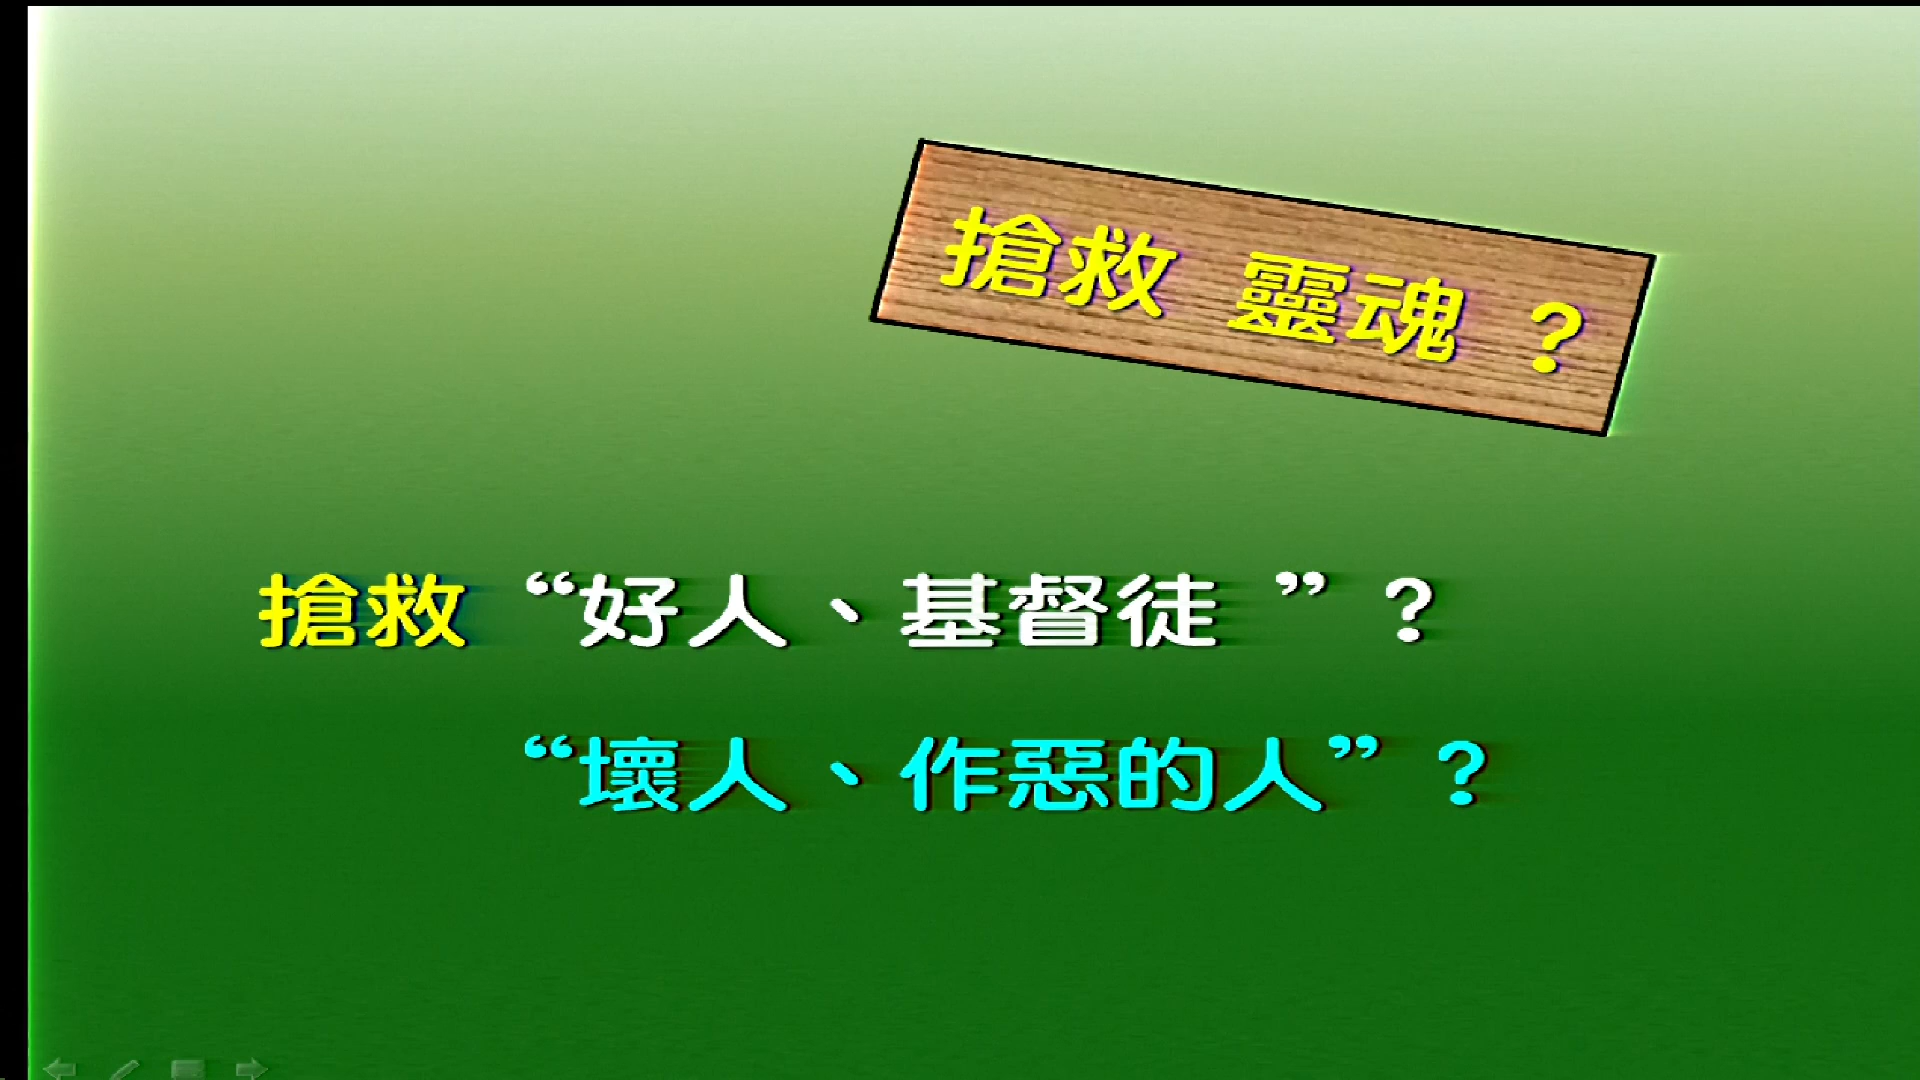 搶救 靈魂 ?
搶救 “好人、基督徒 ” ?
“壞人、作惡的人” ?